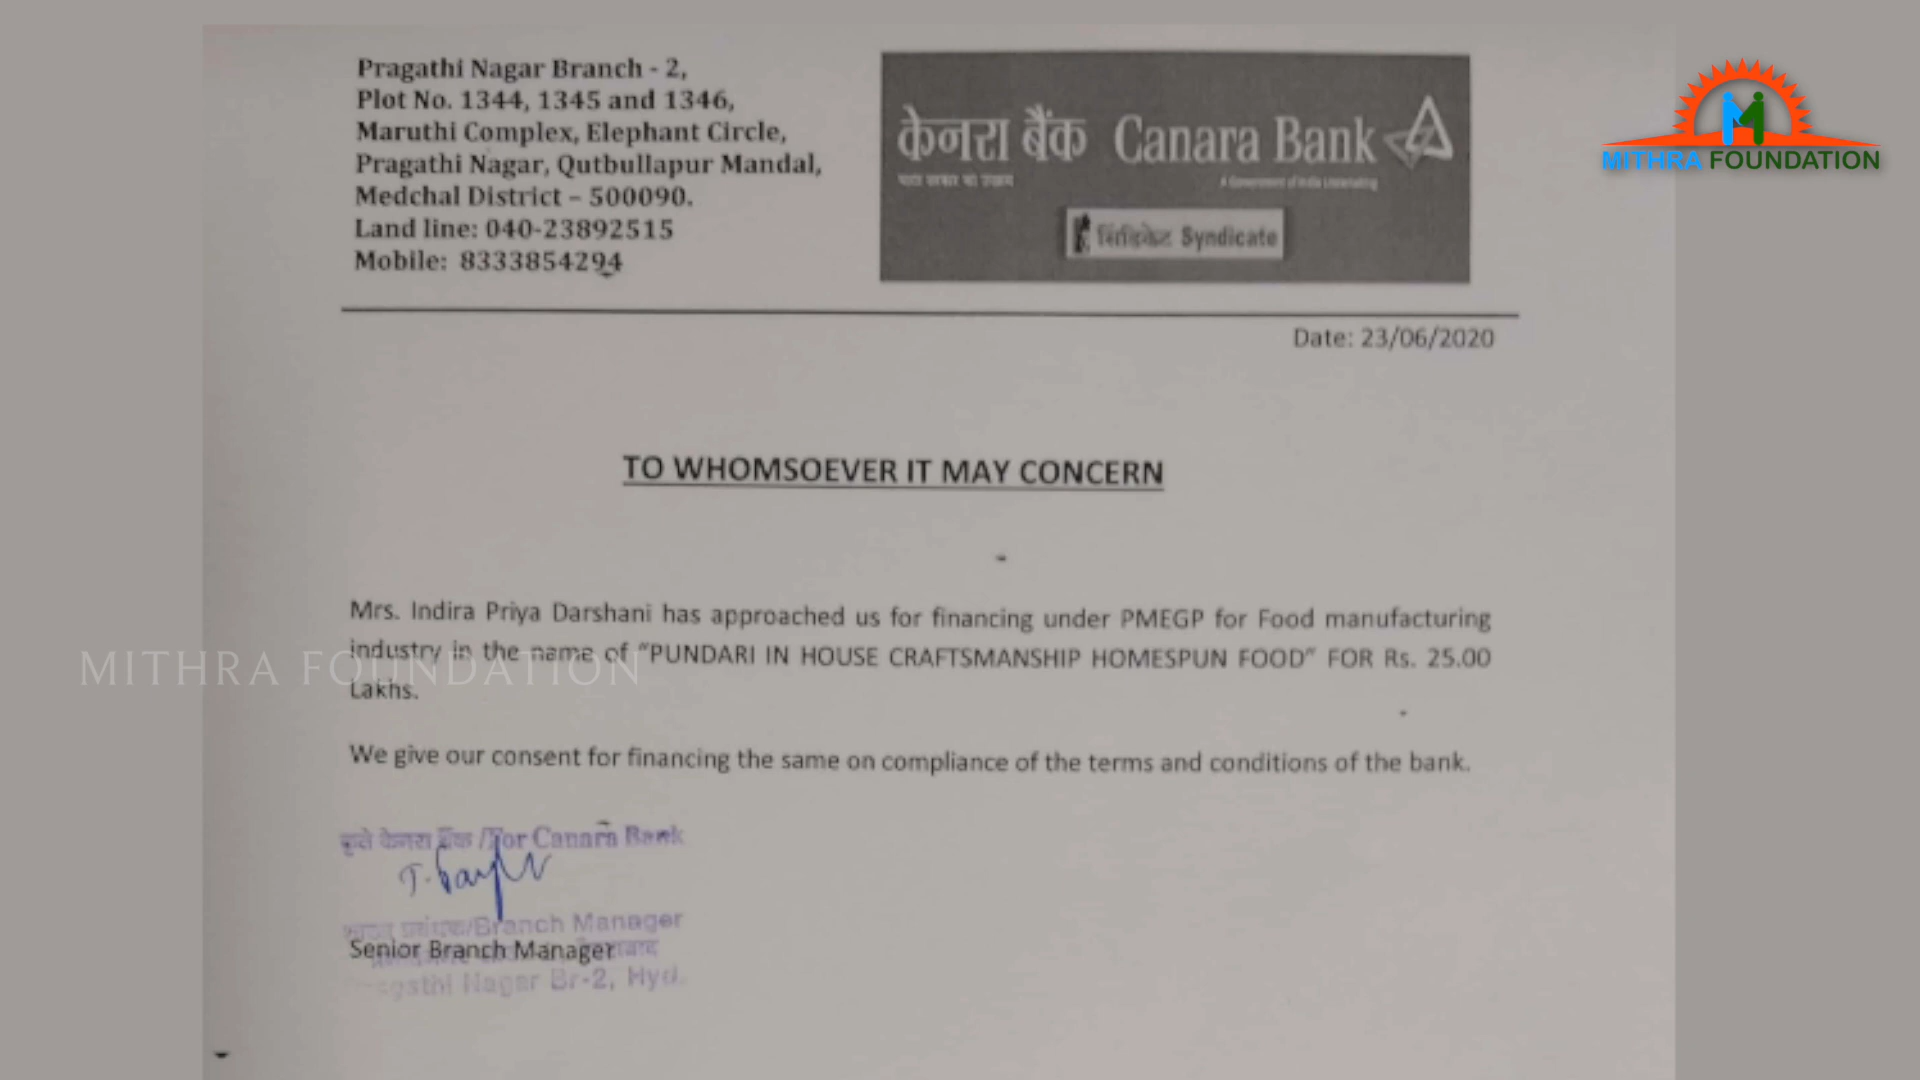 Pragathi Nagar Branch - 2,
Plot No. 1344, 1345 and 1346,
Maruthi Complex, Elephant Circle,
Pragathi Nagar, Qutbullapur Mandal,
Medchal District – 500090.
Land line: 040-23892515
Mobile: 8333854294
केनरा बैंक Canara Bank
A Government of India Undertaking
सिंडिकेट Syndicate
MITHRA FOUNDATION
Date: 23/06/2020
TO WHOMSOEVER IT MAY CONCERN
Mrs. Indira Priya Darshani has approached us for financing under PMEGP for Food manufacturing
industry in the name of "PUNDARI IN HOUSE CRAFTSMANSHIP HOMESPUN FOOD" FOR Rs. 25.00
Lakhs.
MITHRA FOUNDATION
We give our consent for financing the same on compliance of the terms and conditions of the bank.
कृते केनरा बैंक /For Canara Bank
/Branch Manager
Senior Branch Manager
Nagar Br-2, Hyd.